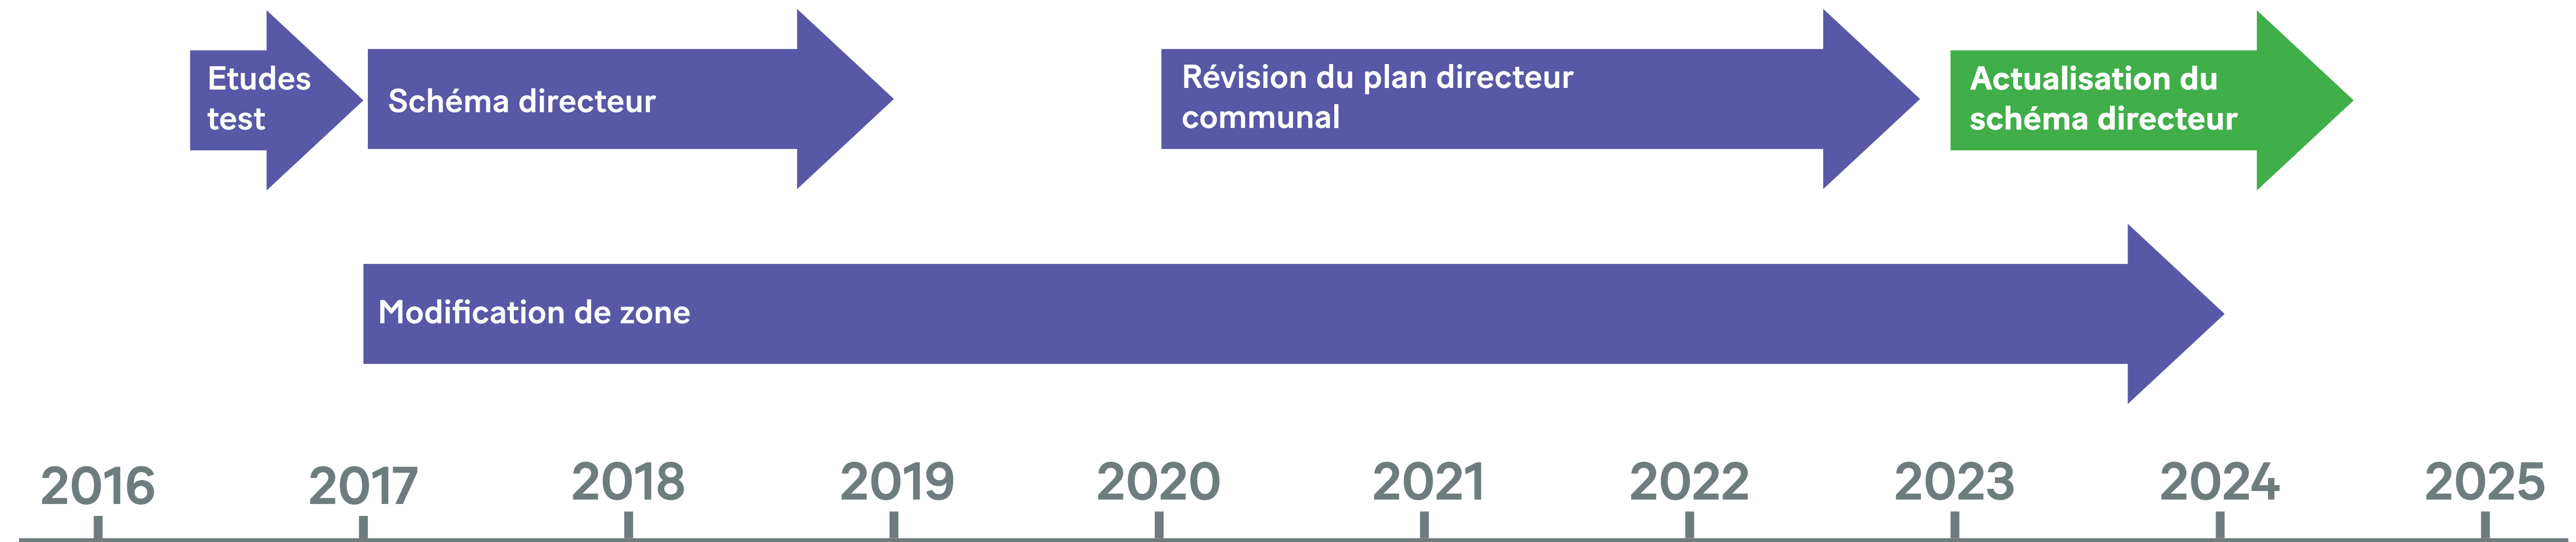 Etudes
test
Schéma directeur
Révision du plan directeur
communal
Actualisation du
schéma directeur
Modification de zone
2016
2017
2018
2019
2020
2021
2022
2023
2024
2025